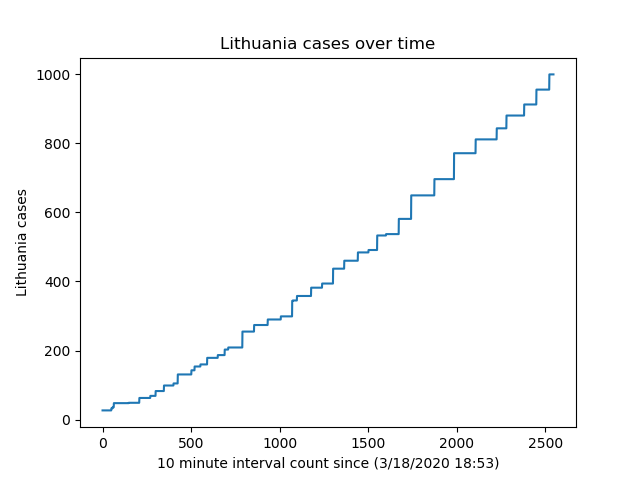 Lithuania cases over time
1000
800
600
400
200
0
Lithuania cases
0 500 1000 1500 2000 2500
10 minute interval count since (3/18/2020 18:53)